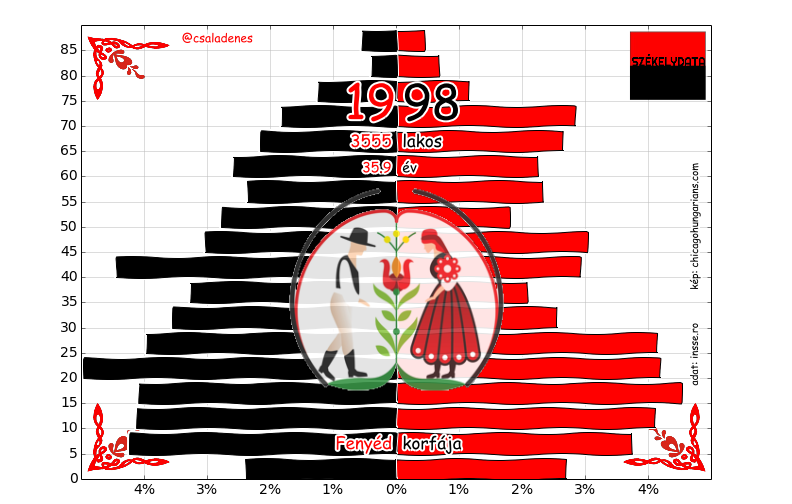 @csaladenes
SZÉKELYDATA
1998
3555 lakos
35.9 év
kép: chicagohungarians.com
adat: insse.ro
Fenyéd korfája
85
80
75
70
65
60
55
50
45
40
35
30
25
20
15
10
5
0
4% 3% 2% 1% 0% 1% 2% 3% 4%